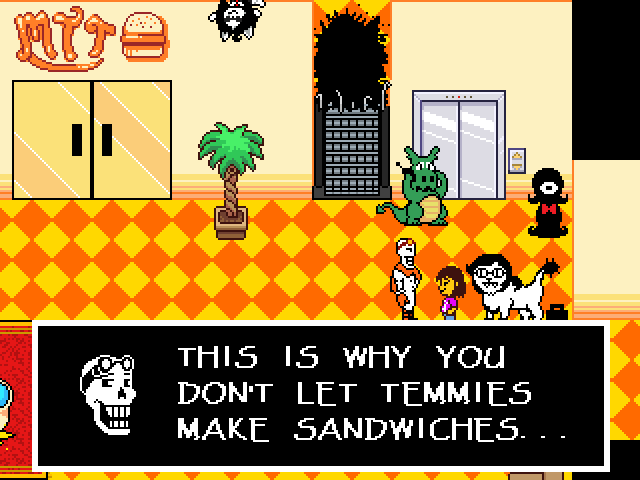 MTT
THIS IS WHY YOU
DON'T LET TEMMIES
MAKE SANDWICHES...